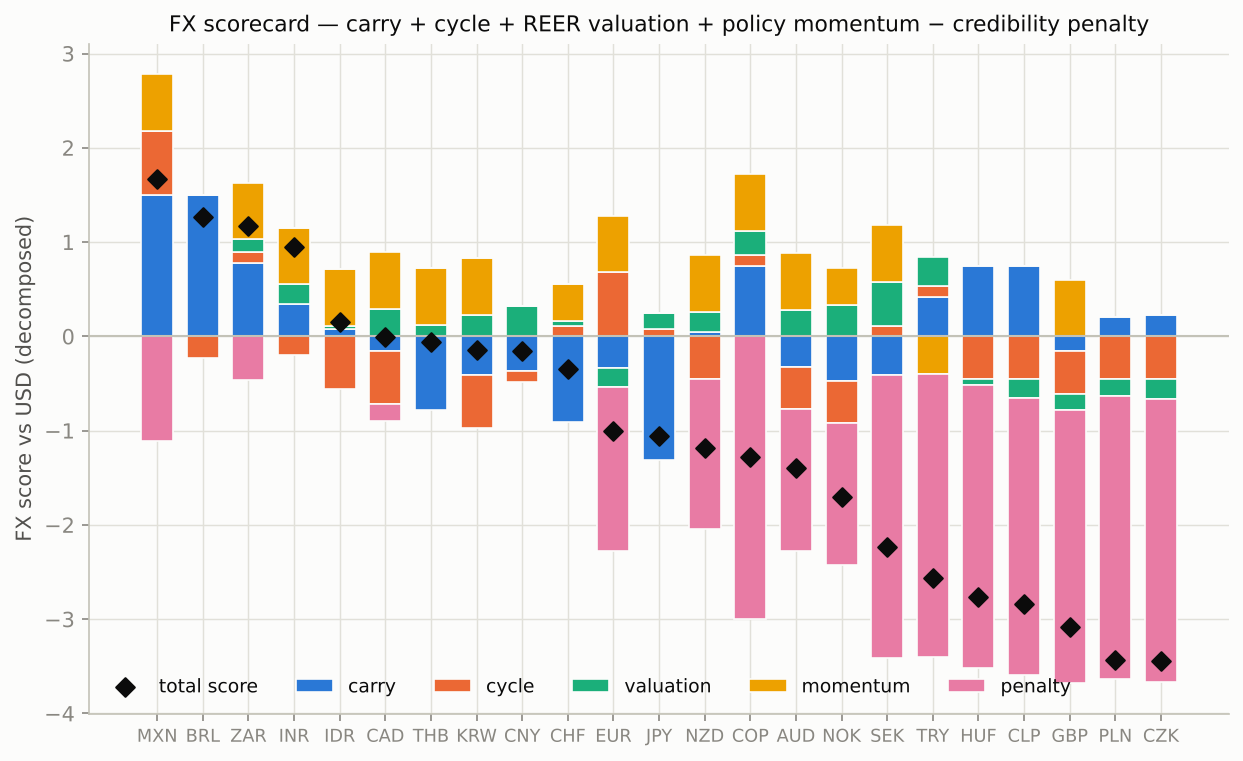 FX scorecard — carry + cycle + REER valuation + policy momentum − credibility penalty
FX score vs USD (decomposed)
3
2
1
0
−1
−2
−3
−4
total score carry cycle valuation momentum penalty
MXN BRL ZAR INR IDR CAD THB KRW CNY CHF EUR JPY NZD COP AUD NOK SEK TRY HUF CLP GBP PLN CZK